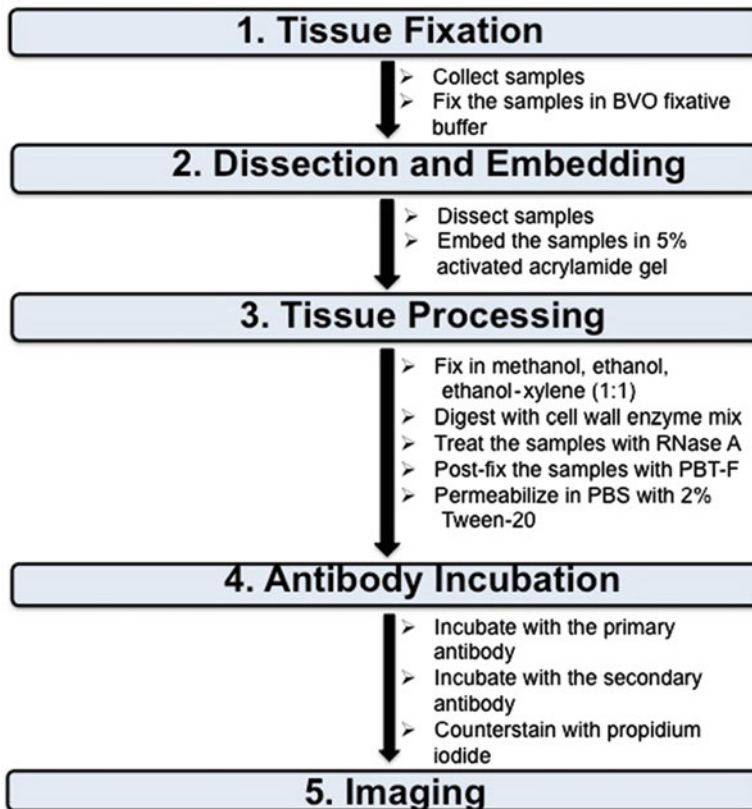 1. Tissue Fixation
➢ Collect samples
➢ Fix the samples in BVO fixative
buffer
2. Dissection and Embedding
➢ Dissect samples
➢ Embed the samples in 5%
activated acrylamide gel
3. Tissue Processing
➢ Fix in methanol, ethanol,
ethanol-xylene (1:1)
➢ Digest with cell wall enzyme mix
➢ Treat the samples with RNase A
➢ Post-fix the samples with PBT-F
➢ Permeabilize in PBS with 2%
Tween-20
4. Antibody Incubation
➢ Incubate with the primary
antibody
➢ Incubate with the secondary
antibody
➢ Counterstain with propidium
iodide
5. Imaging